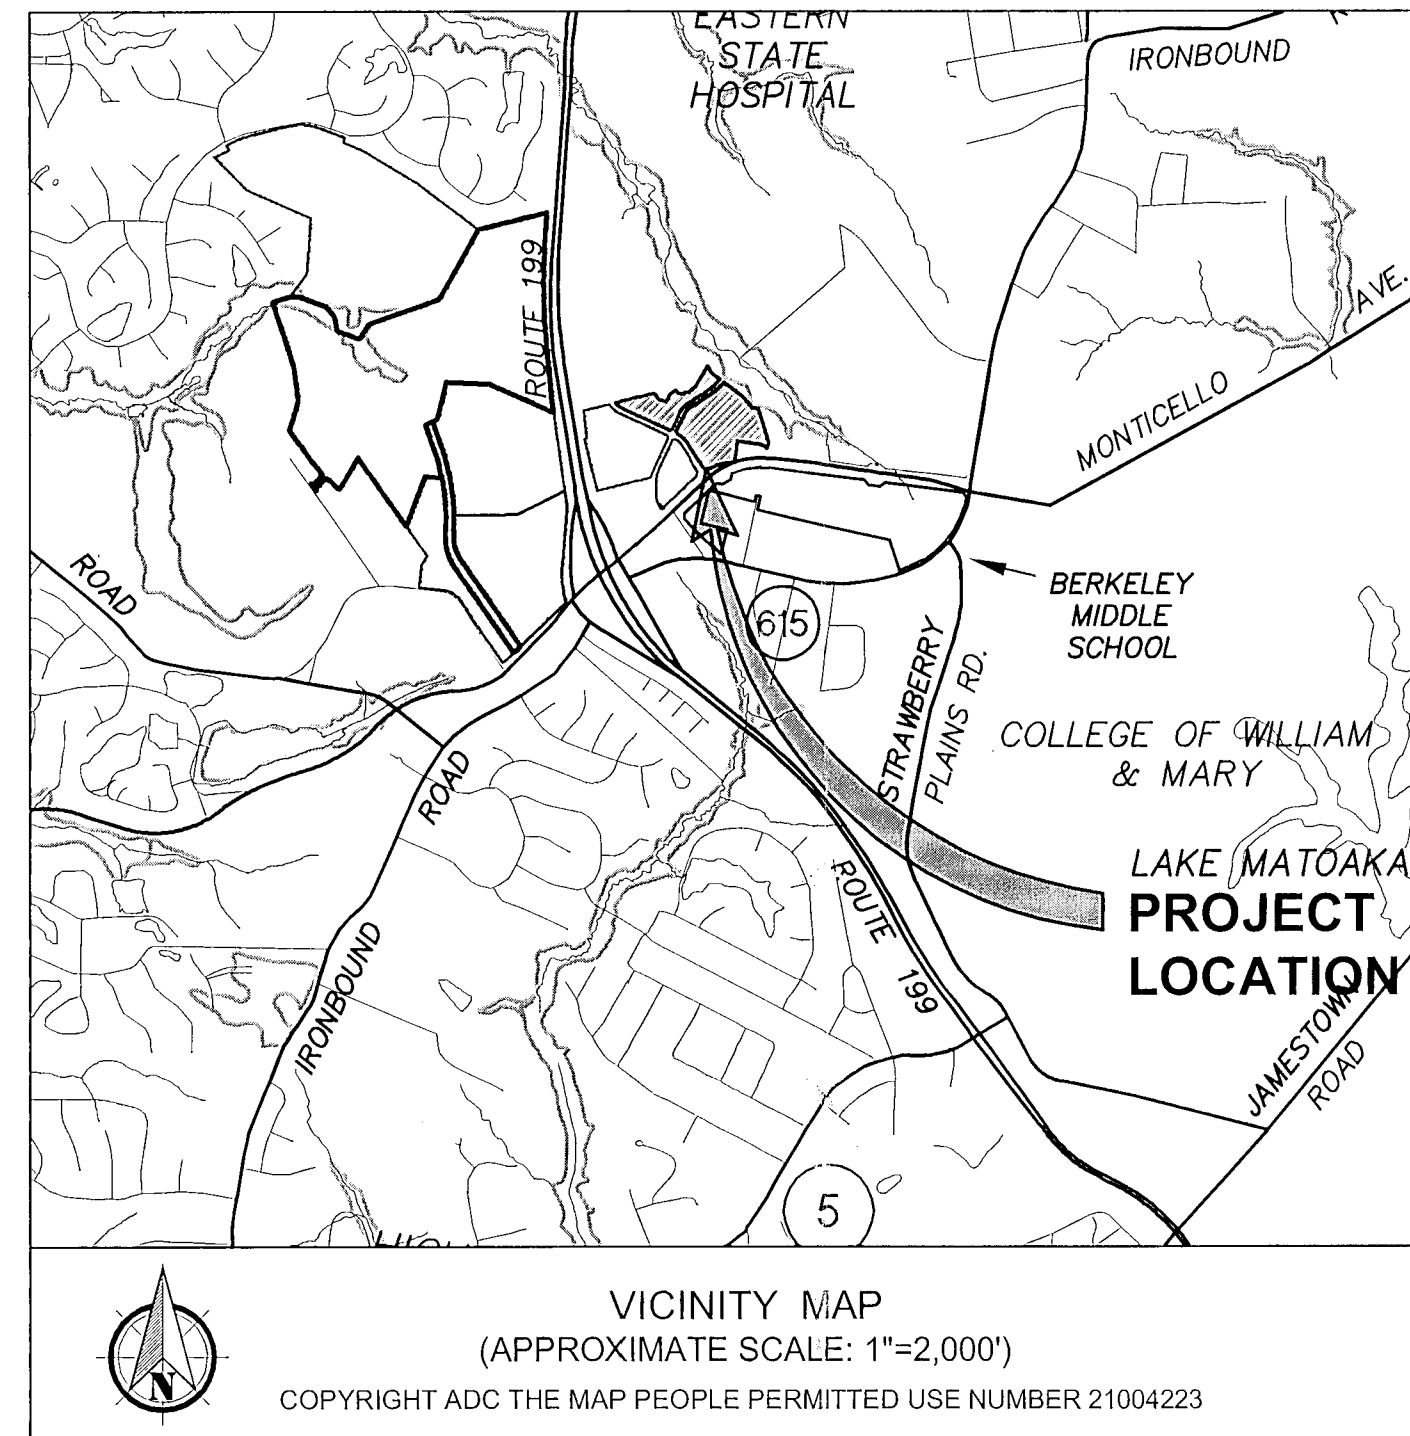 EASTERN
STATE
HOSPITAL
IRONBOUND
ROUTE 199
AVE.
MONTICELLO
ROAD
BERKELEY
MIDDLE
SCHOOL
615
STRAWBERRY
PLAINS RD.
COLLEGE OF WILLIAM
& MARY
ROAD
LAKE MATOAKA
PROJECT
LOCATION
ROUTE
199
IRONBOUND
JAMESTOWN
ROAD
5
N
VICINITY MAP
(APPROXIMATE SCALE: 1"=2,000')
COPYRIGHT ADC THE MAP PEOPLE PERMITTED USE NUMBER 21004223